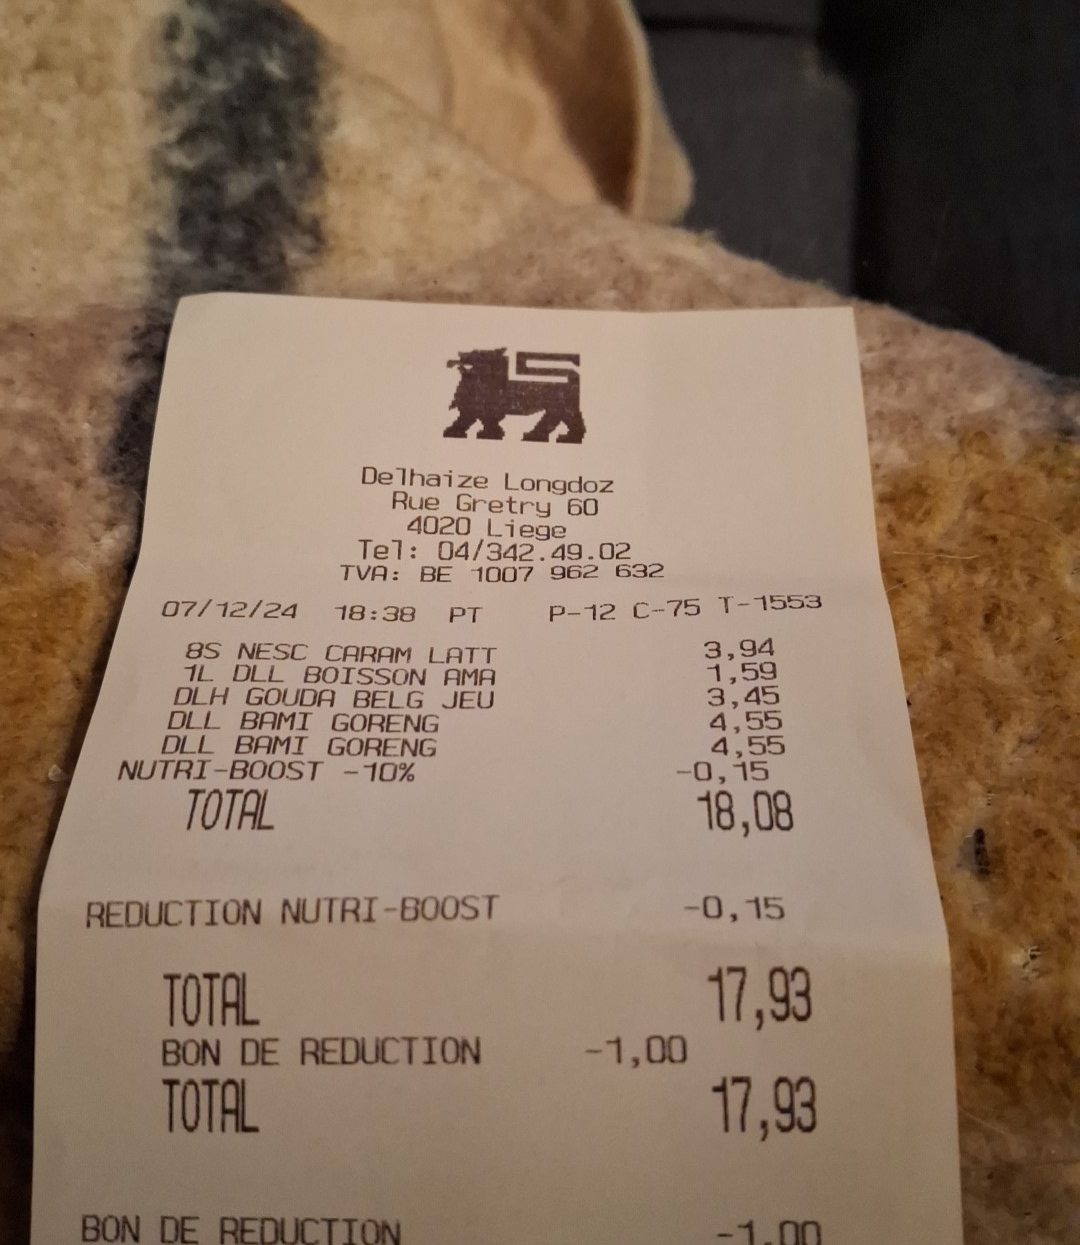 Delhaize Longdoz
Rue Gretry 60
4020 Liege
Tel: 04/342.49.02
TVA: BE 1007 962 632
07/12/24 18:38 PT P-12 C-75 T-1553
8S NESC CARAM LATT 3,94
1L DLL BOISSON AMA 1,59
DLH GOUDA BELG JEU 3,45
DLL BAMI GORENG 4,55
DLL BAMI GORENG 4,55
NUTRI-BOOST -10% -0,15
TOTAL 18,08
REDUCTION NUTRI-BOOST -0,15
TOTAL 17,93
BON DE REDUCTION -1,00
TOTAL 17,93
BON DE REDUCTION -1,00